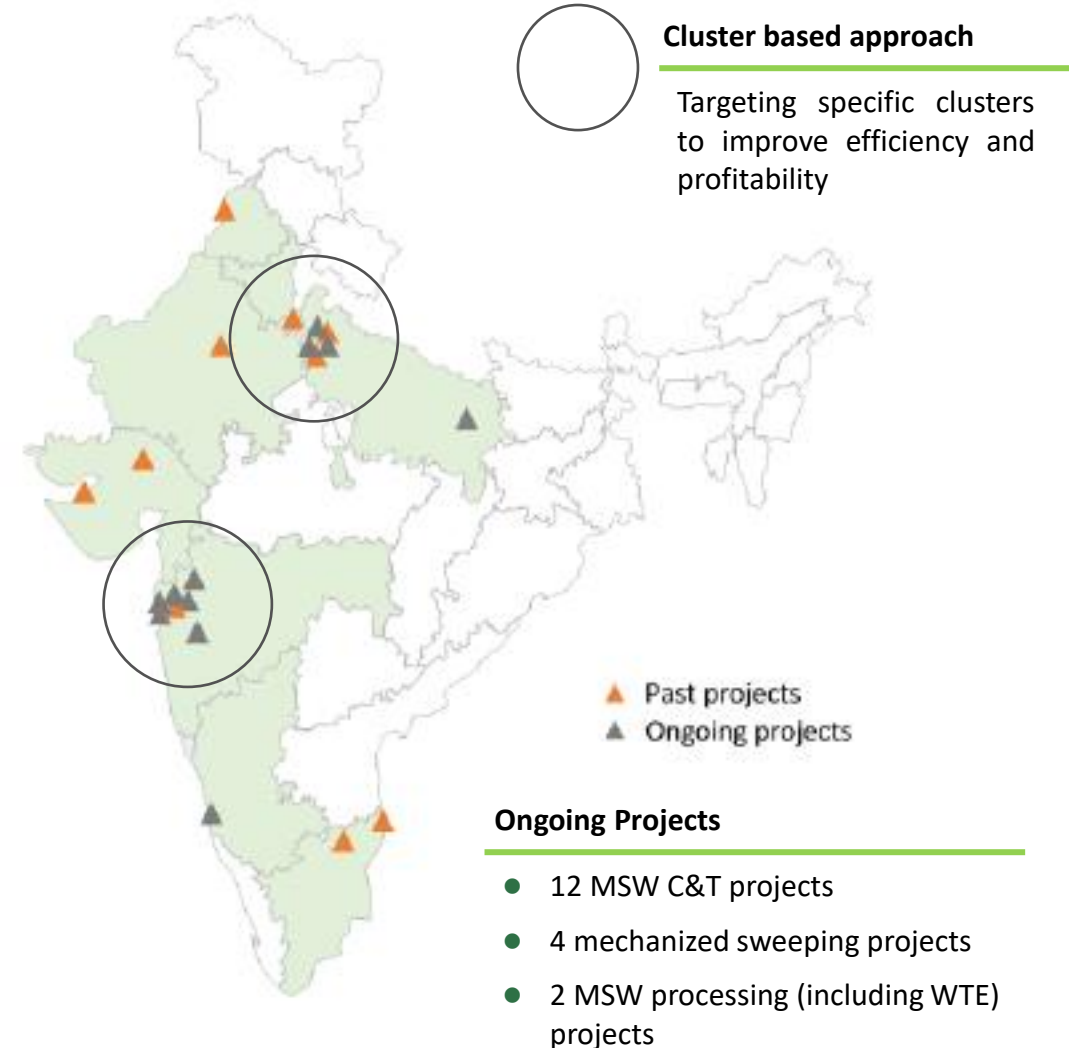 Cluster based approach
Targeting specific clusters
to improve efficiency and
profitability
Past projects
Ongoing projects
Ongoing Projects
12 MSW C&T projects
4 mechanized sweeping projects
2 MSW processing (including WTE)
projects